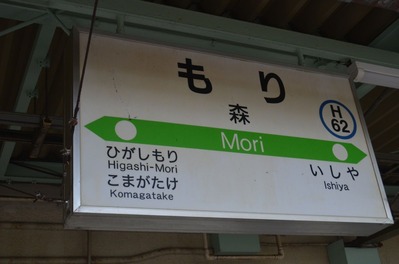 もり
森
H
62
Mori
ひがしもり
Higashi-Mori
こまがたけ
Komagatake
いしや
Ishiya